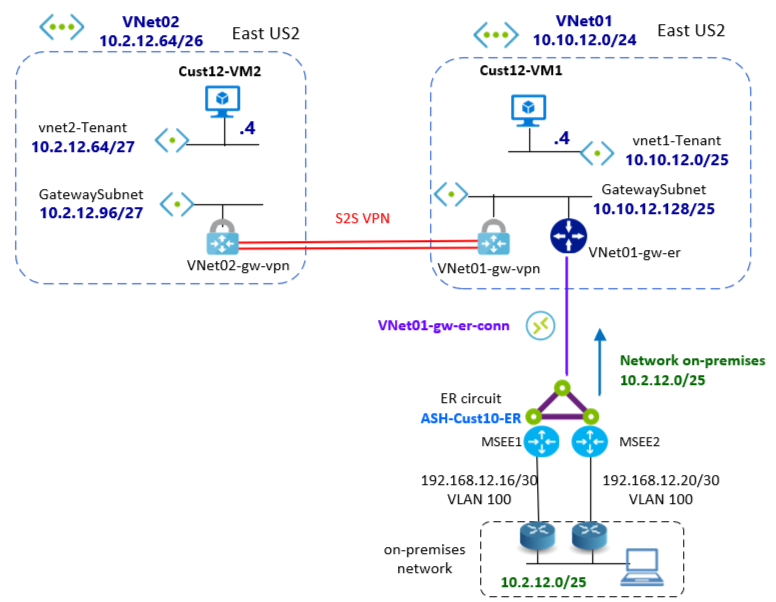 VNet02
10.2.12.64/26
East US2
VNet01
10.10.12.0/24
East US2
Cust12-VM2
vnet2-Tenant
10.2.12.64/27
.4
GatewaySubnet
10.2.12.96/27
VNet02-gw-vpn
S2S VPN
Cust12-VM1
.4
vnet1-Tenant
10.10.12.0/25
GatewaySubnet
10.10.12.128/25
VNet01-gw-vpn
VNet01-gw-er
VNet01-gw-er-conn
Network on-premises
10.2.12.0/25
ER circuit
ASH-Cust10-ER
MSEE1
MSEE2
192.168.12.16/30
VLAN 100
192.168.12.20/30
VLAN 100
on-premises
network
10.2.12.0/25